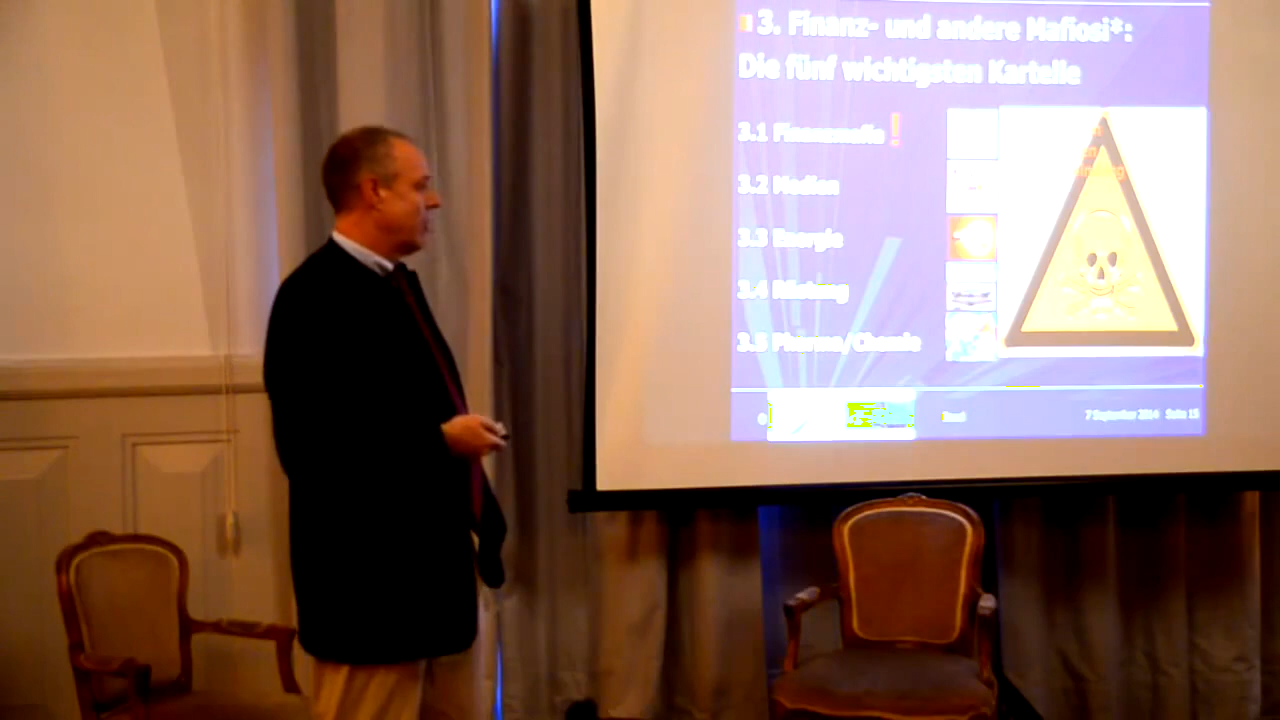 3. Finanz- und andere Mafiosi*:
Die fünf wichtigsten Kartelle
3.1 Finanzmafia !
3.2 Medien
3.3 Energie
3.4 Rüstung
3.5 Pharma/Chemie
7 September 2014 Seite 15